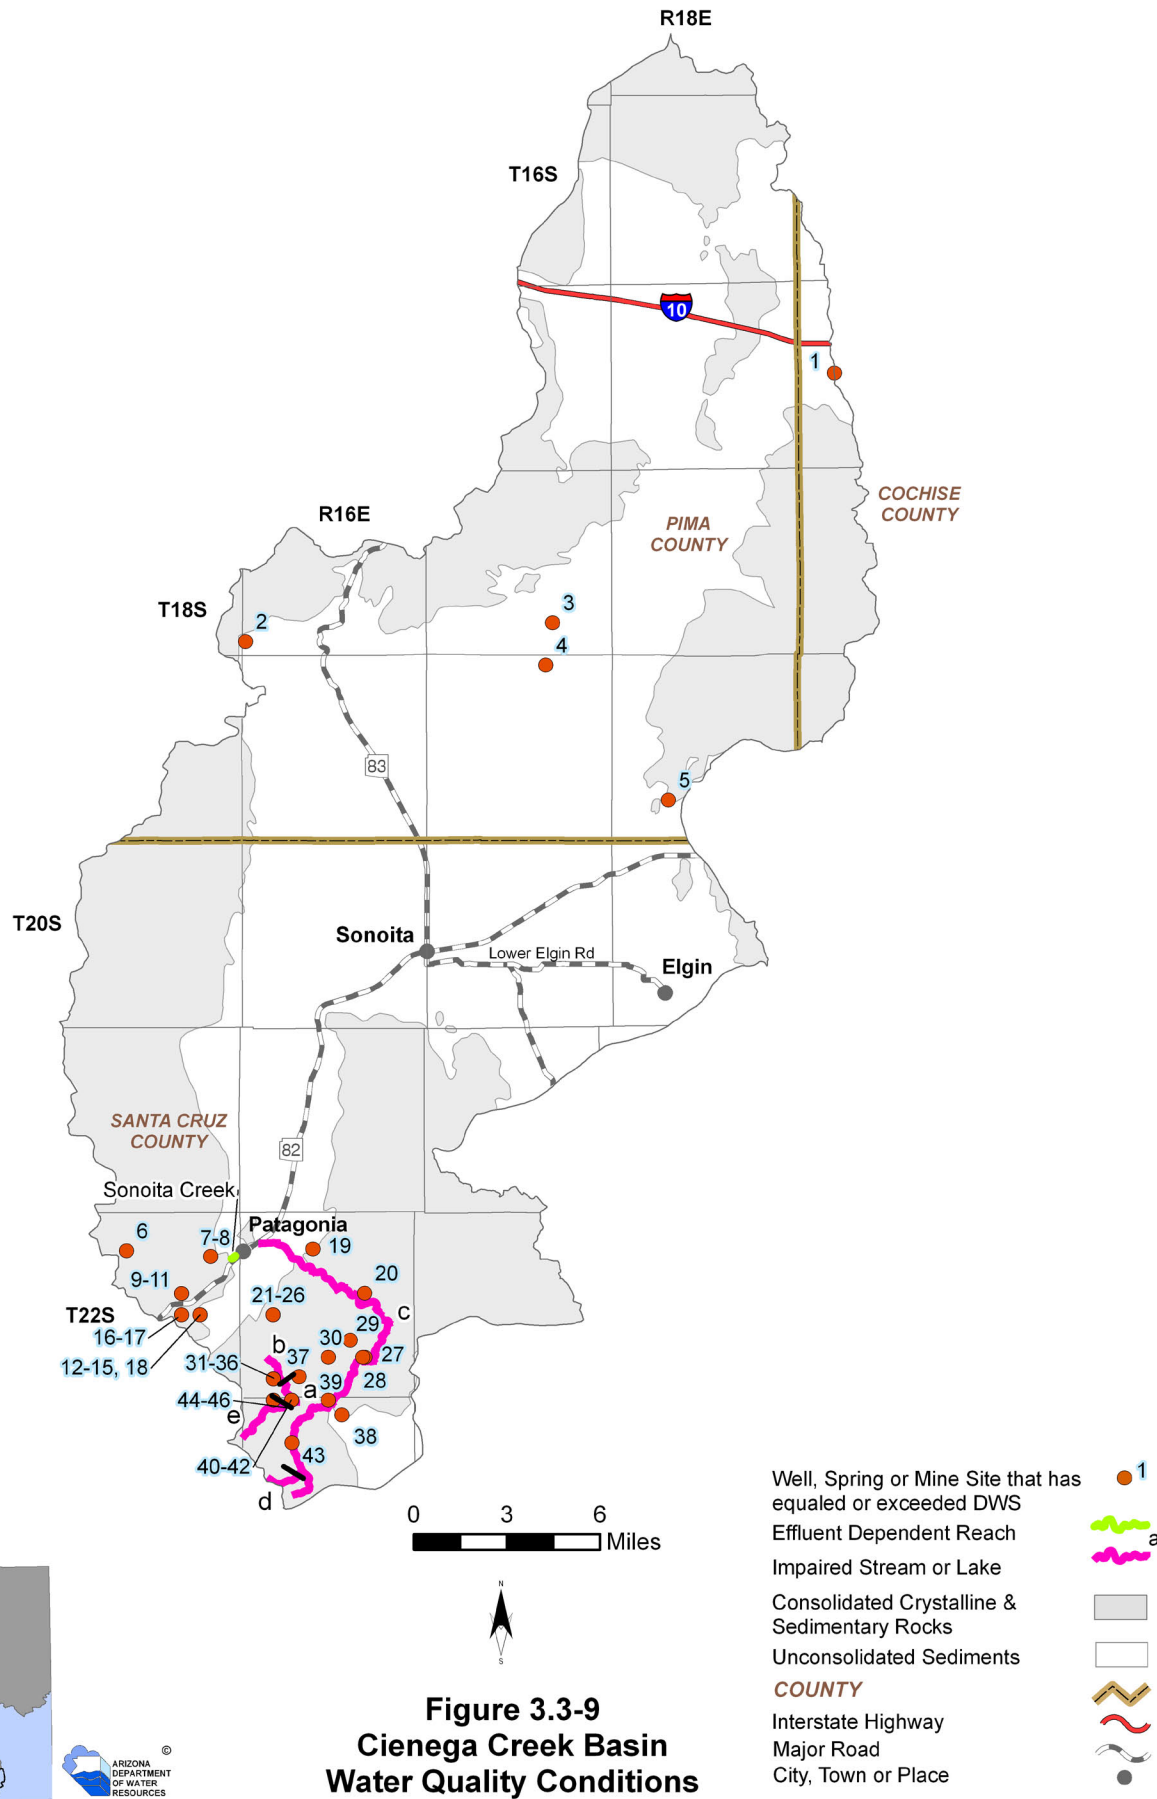 R18E
T16S
10
1
COCHISE
COUNTY
PIMA
COUNTY
R16E
T18S
2
3
4
83
5
T20S
Sonoita
Lower Elgin Rd
Elgin
SANTA CRUZ
COUNTY
82
Sonoita Creek
Patagonia
6
7-8
19
9-11
20
21-26
T22S
c
16-17
29
30
b
12-15, 18
31-36
37
27
28
a
39
44-46
e
38
40-42
43
d
0 3 6
Miles
N
S
Well, Spring or Mine Site that has
equaled or exceeded DWS
1
Effluent Dependent Reach
a
Impaired Stream or Lake
Consolidated Crystalline &
Sedimentary Rocks
Unconsolidated Sediments
COUNTY
Interstate Highway
Major Road
City, Town or Place
Figure 3.3-9
Cienega Creek Basin
Water Quality Conditions
©
ARIZONA
DEPARTMENT
OF WATER
RESOURCES